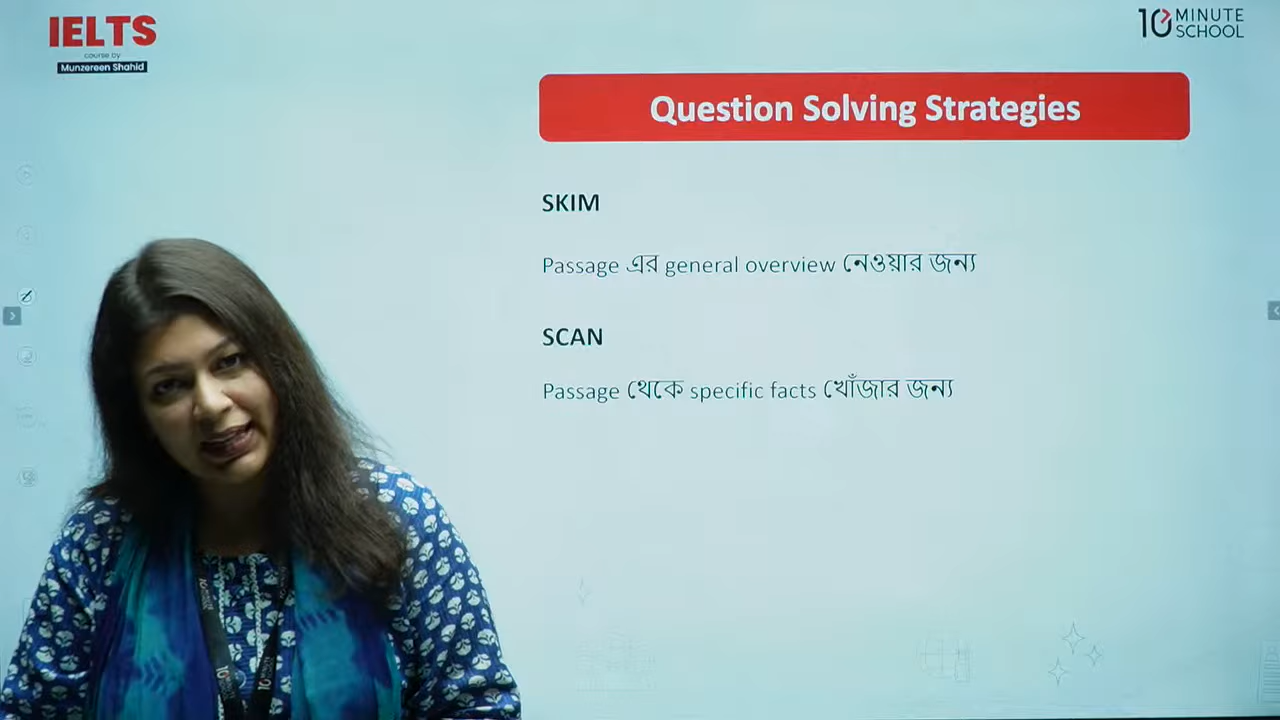 IELTS
course by
Munzereen Shahid
10 MINUTE SCHOOL
Question Solving Strategies
SKIM
Passage এর general overview নেওয়ার জন্য
SCAN
Passage থেকে specific facts খোঁজার জন্য